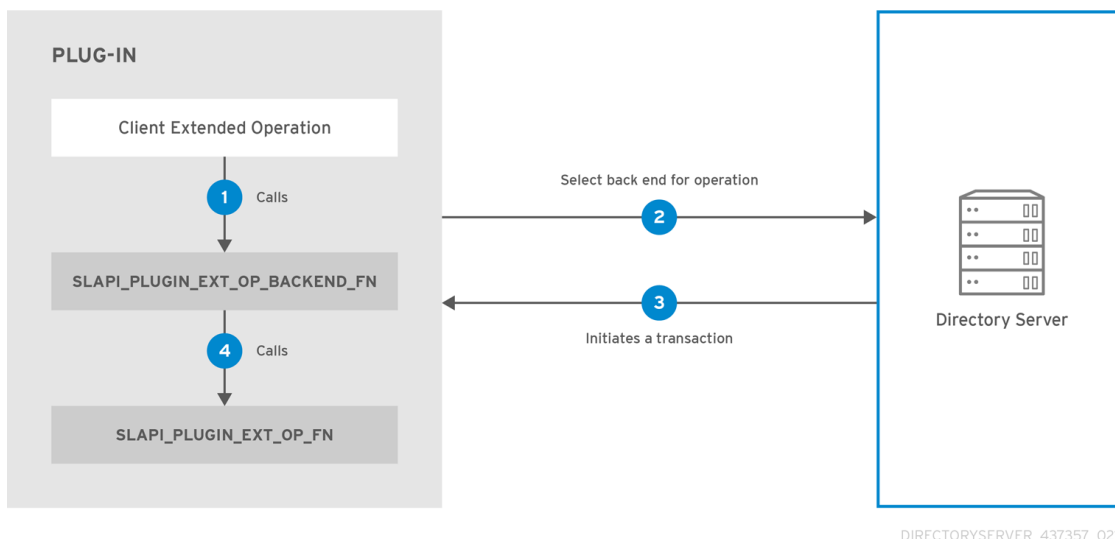 PLUG-IN
Client Extended Operation
1 Calls
SLAPI_PLUGIN_EXT_OP_BACKEND_FN
4 Calls
SLAPI_PLUGIN_EXT_OP_FN
Select back end for operation
2
3
Initiates a transaction
Directory Server
DIRECTORYSERVER_437357_02